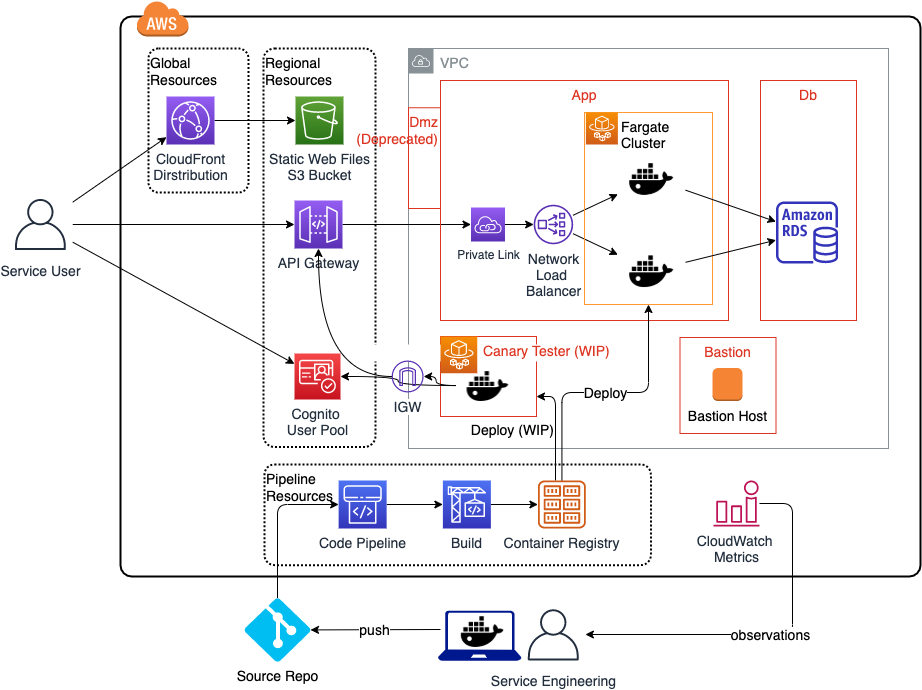 AWS
Global
Resources
Regional
Resources
VPC
App
Db
Dmz
(Deprecated)
Fargate
Cluster
CloudFront
Dirstribution
Static Web Files
S3 Bucket
Amazon
RDS
Service User
API Gateway
Private Link
Network
Load
Balancer
Canary Tester (WIP)
Bastion
Deploy
IGW
Cognito
User Pool
Bastion Host
Deploy (WIP)
Pipeline
Resources
Code Pipeline
Build
Container Registry
CloudWatch
Metrics
push
observations
Source Repo
Service Engineering